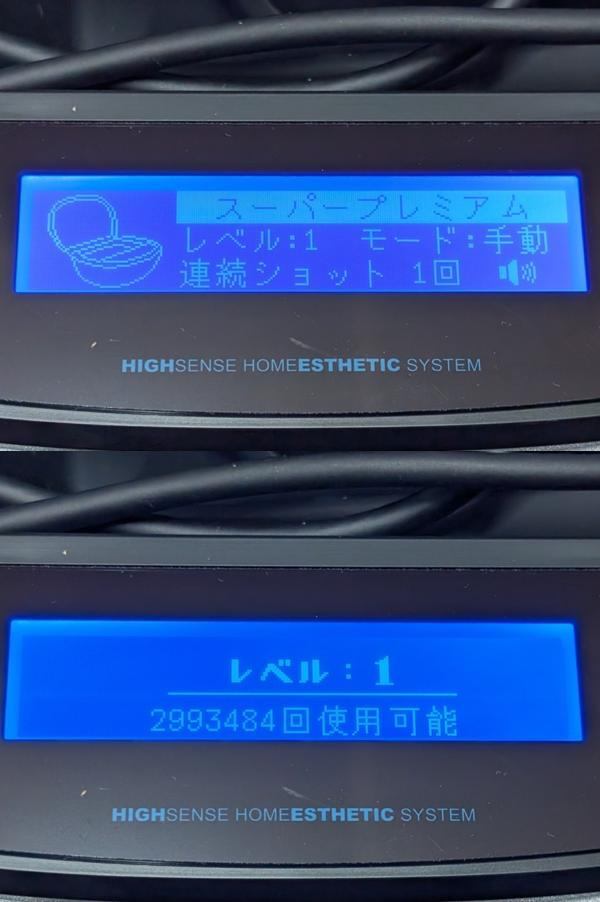 スーパープレミアム
レベル:1 モード:手動
連続ショット 1回
HIGHSENSE HOMEESTHETIC SYSTEM
レベル:1
2993484回使用可能
HIGHSENSE HOMEESTHETIC SYSTEM